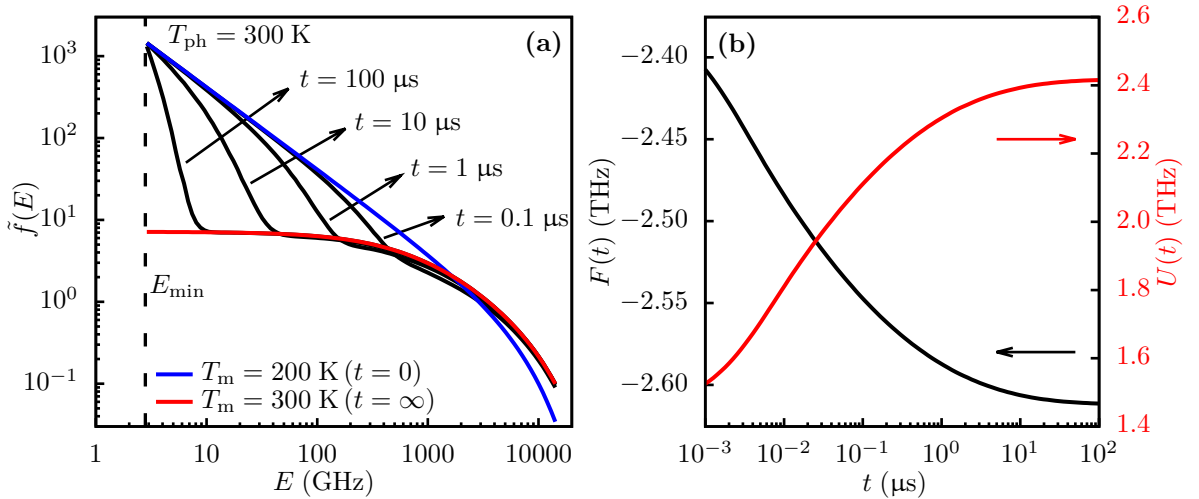 T_ph = 300 K
(a)
t = 100 μs
t = 10 μs
t = 1 μs
t = 0.1 μs
E_min
T_m = 200 K (t = 0)
T_m = 300 K (t = ∞)
10^3
10^2
10^1
10^0
10^−1
f̃(E)
1
10
100
1000
10000
E (GHz)
(b)
−2.40
−2.45
−2.50
−2.55
−2.60
F(t) (THz)
2.6
2.4
2.2
2.0
1.8
1.6
1.4
U(t) (THz)
10^−3
10^−2
10^−1
10^0
10^1
10^2
t (μs)